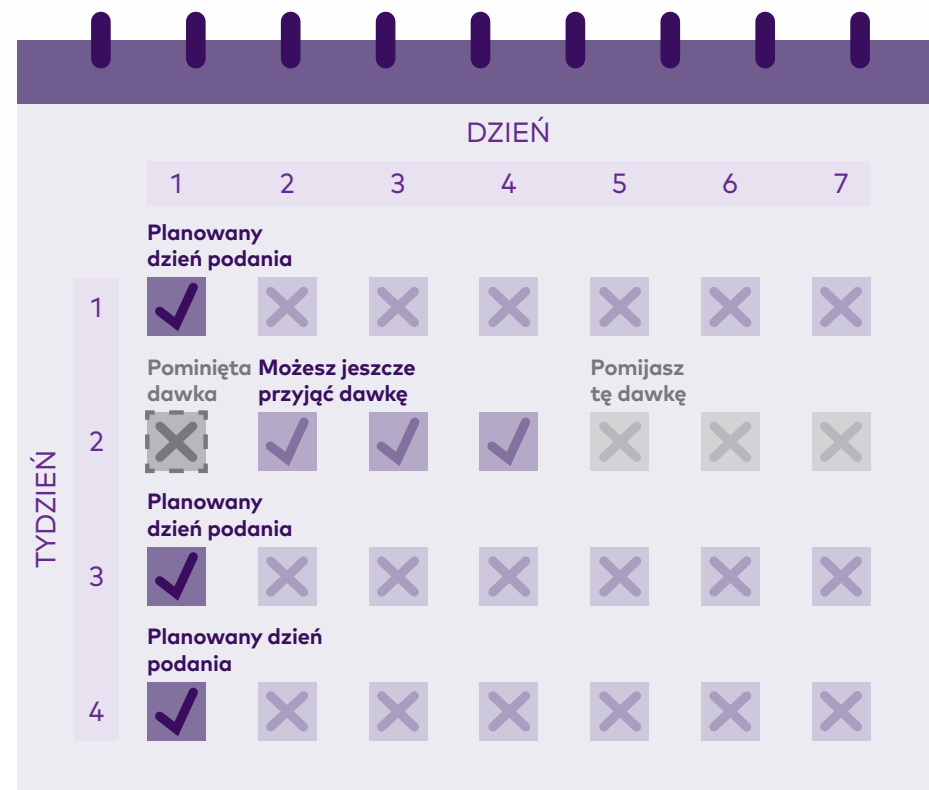 DZIEŃ
1 2 3 4 5 6 7
Planowany
dzień podania
1
Pominięta Możesz jeszcze Pomijasz
dawka przyjąć dawkę tę dawkę
2
TYDZIEŃ
Planowany
dzień podania
3
Planowany dzień
podania
4